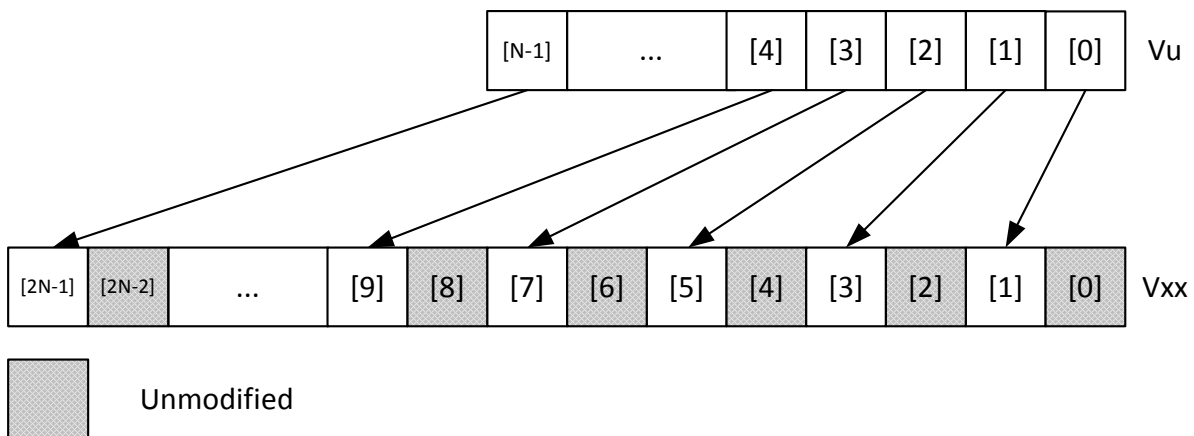 [N-1] ... [4] [3] [2] [1] [0] Vu
[2N-1] [2N-2] ... [9] [8] [7] [6] [5] [4] [3] [2] [1] [0] Vxx
Unmodified